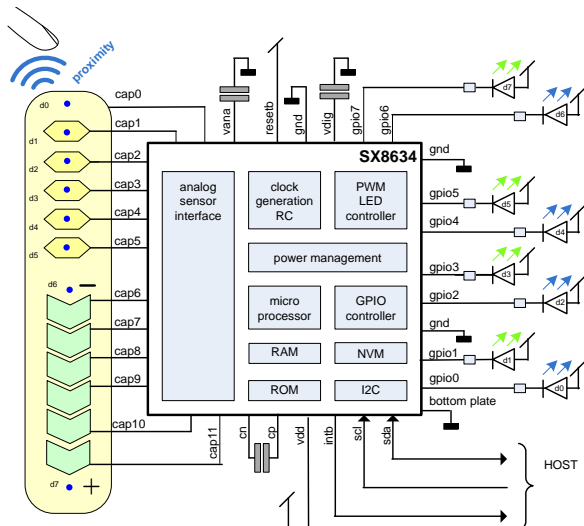 proximity
d0
d1
d2
d3
d4
d5
d6
−
d7
+
cap0
cap1
cap2
cap3
cap4
cap5
cap6
cap7
cap8
cap9
cap10
cap11
vana
resetb
gnd
vdig
gpio7
gpio6
SX8634
analog
sensor
interface
clock
generation
RC
PWM
LED
controller
power management
micro
processor
GPIO
controller
RAM
NVM
ROM
I2C
gnd
gpio5
gpio4
gpio3
gpio2
gnd
gpio1
gpio0
bottom plate
d7
d6
d5
d4
d3
d2
d1
d0
cn
cp
vdd
intb
scl
sda
HOST